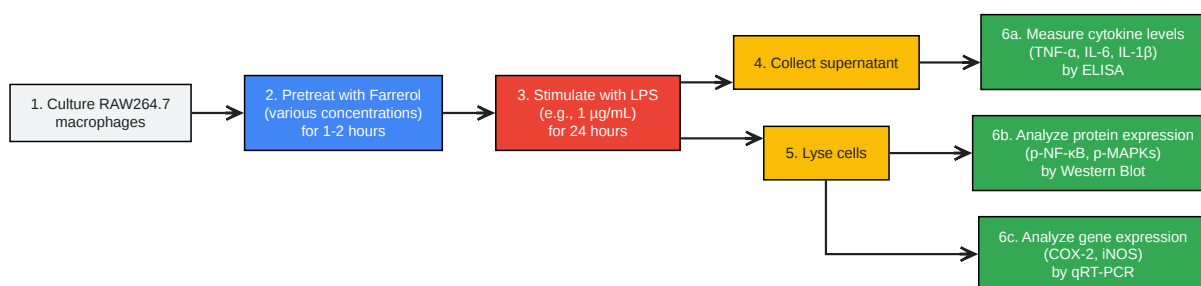 1. Culture RAW264.7
macrophages
2. Pretreat with Farrerol
(various concentrations)
for 1-2 hours
3. Stimulate with LPS
(e.g., 1 µg/mL)
for 24 hours
4. Collect supernatant
5. Lyse cells
6a. Measure cytokine levels
(TNF-α, IL-6, IL-1β)
by ELISA
6b. Analyze protein expression
(p-NF-κB, p-MAPKs)
by Western Blot
6c. Analyze gene expression
(COX-2, iNOS)
by qRT-PCR